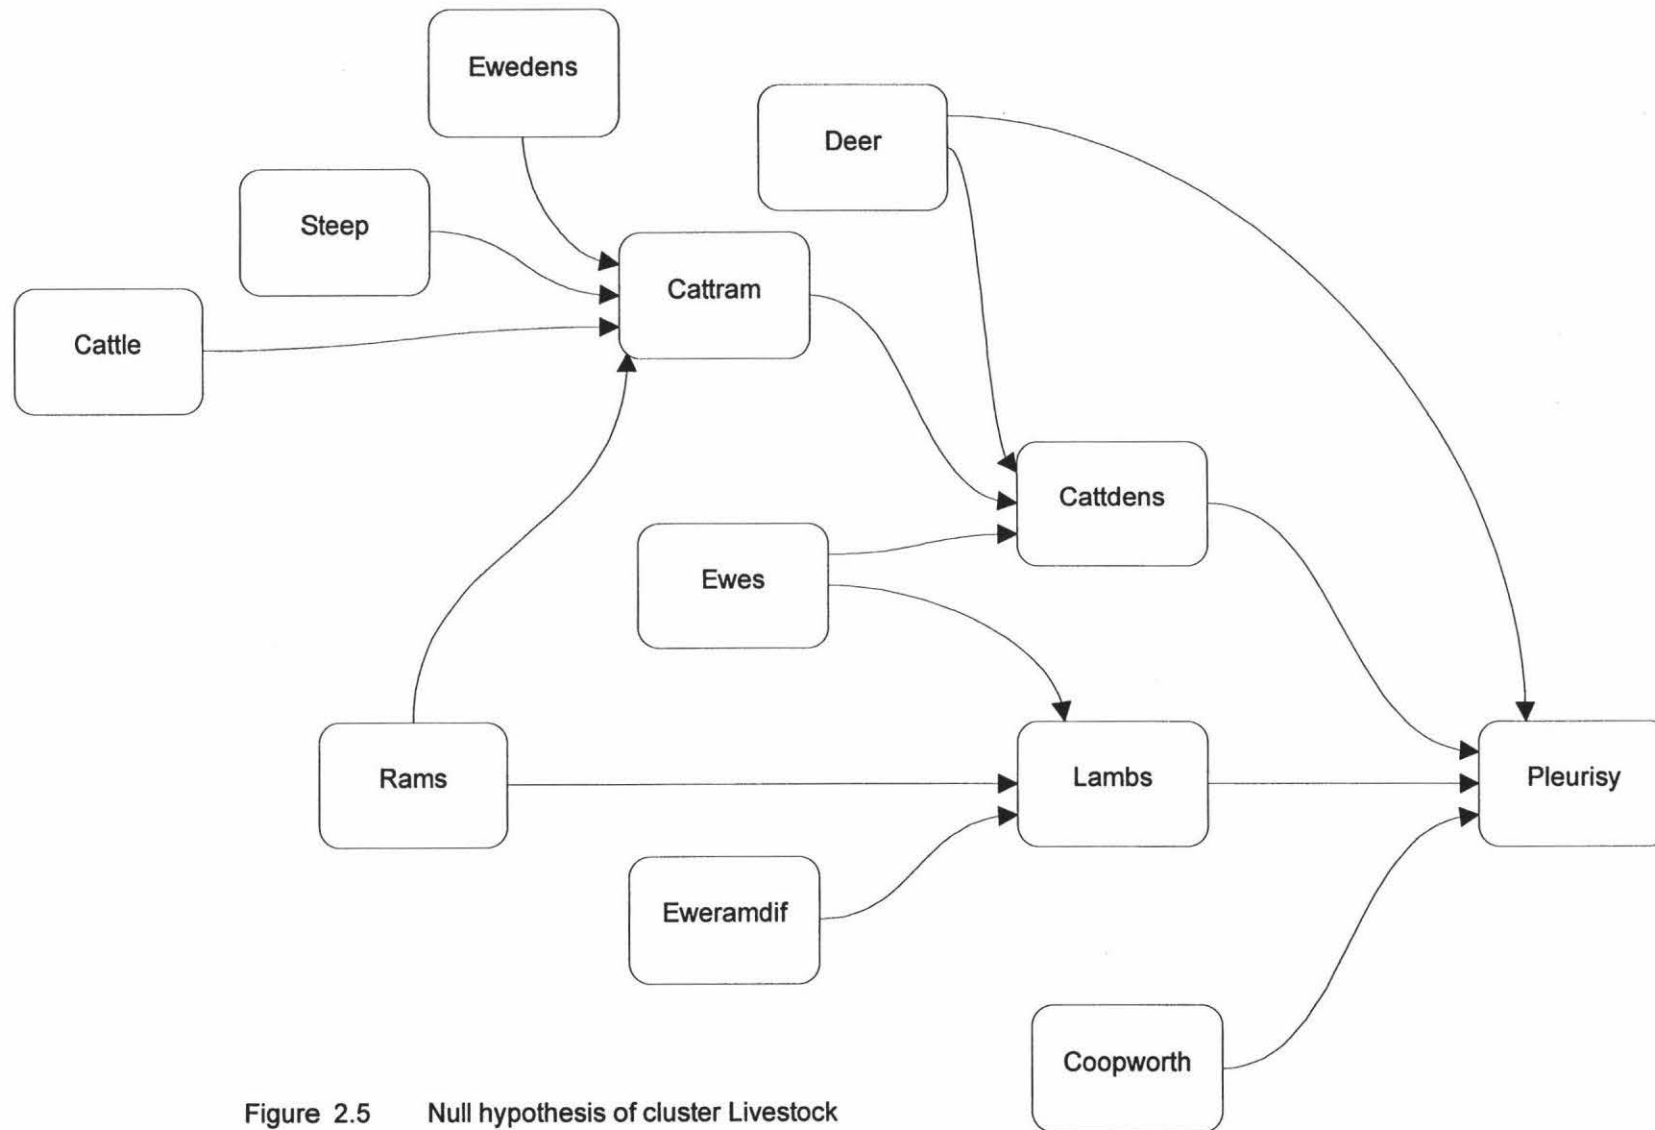 Ewedens
Deer
Steep
Cattram
Cattle
Cattdens
Ewes
Rams
Lambs
Pleurisy
Eweramdif
Coopworth
Figure 2.5 Null hypothesis of cluster Livestock